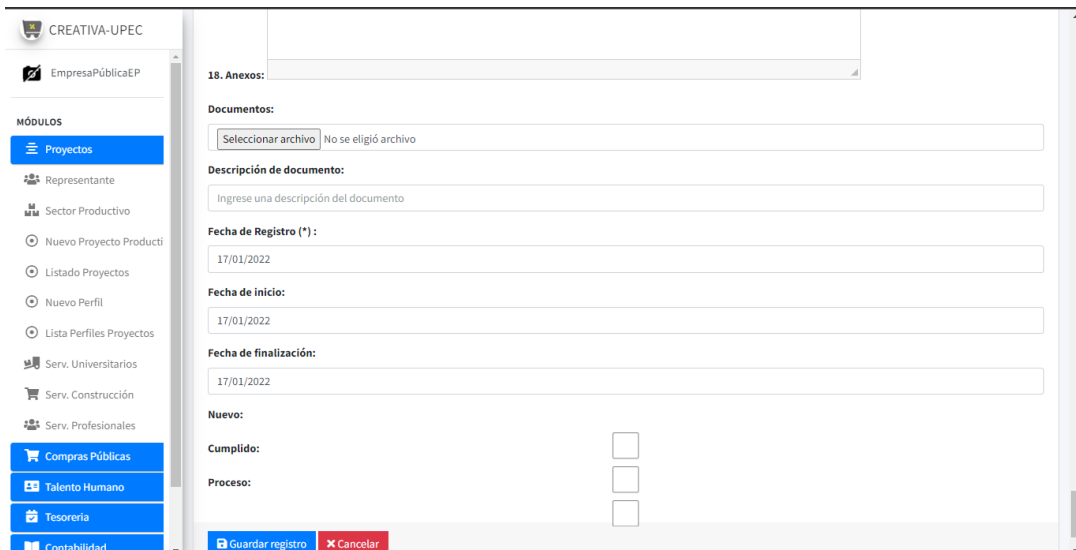 CREATIVA-UPEC
EmpresaPúblicaEP
MÓDULOS
Proyectos
Representante
Sector Productivo
Nuevo Proyecto Producti
Listado Proyectos
Nuevo Perfil
Lista Perfiles Proyectos
Serv. Universitarios
Serv. Construcción
Serv. Profesionales
Compras Públicas
Talento Humano
Tesoreria
Contabilidad
18. Anexos:
Documentos:
Seleccionar archivo No se eligió archivo
Descripción de documento:
Ingrese una descripción del documento
Fecha de Registro (*) :
17/01/2022
Fecha de inicio:
17/01/2022
Fecha de finalización:
17/01/2022
Nuevo:
Cumplido:
Proceso:
Guardar registro Cancelar